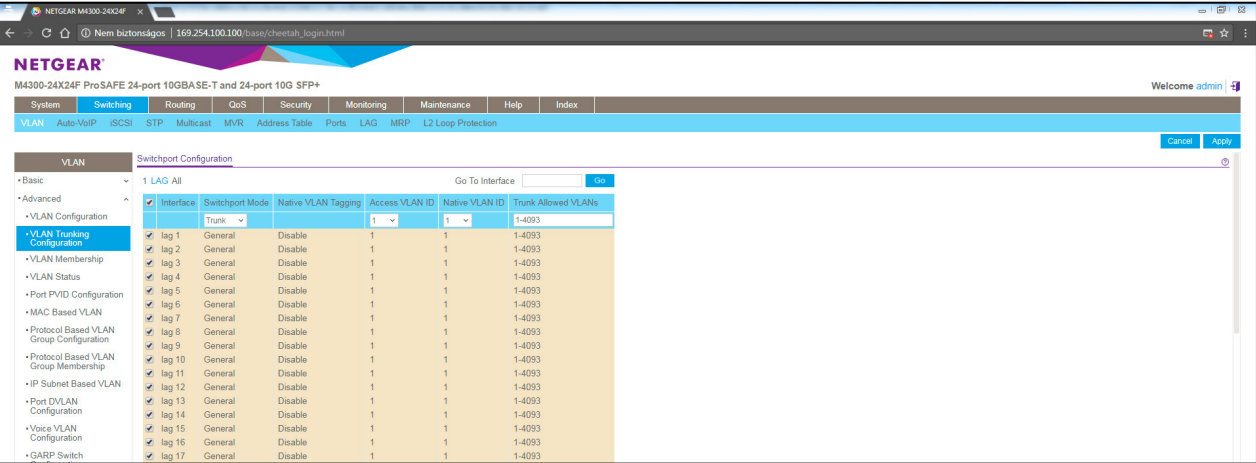 NETGEAR M4300-24X24F
Nem biztonságos | 169.254.100.100/base/cheetah_login.html
NETGEAR®
M4300-24X24F ProSAFE 24-port 10GBASE-T and 24-port 10G SFP+
Welcome admin
System Switching Routing QoS Security Monitoring Maintenance Help Index
VLAN Auto-VoIP iSCSI STP Multicast MVR Address Table Ports LAG MRP L2 Loop Protection
Cancel Apply
VLAN
•Basic
•Advanced
•VLAN Configuration
•VLAN Trunking
Configuration
•VLAN Membership
•VLAN Status
•Port PVID Configuration
•MAC Based VLAN
•Protocol Based VLAN
Group Configuration
•Protocol Based VLAN
Group Membership
•IP Subnet Based VLAN
•Port DVLAN
Configuration
•Voice VLAN
Configuration
•GARP Switch
Switchport Configuration
1 LAG All Go To Interface Go
Interface Switchport Mode Native VLAN Tagging Access VLAN ID Native VLAN ID Trunk Allowed VLANs
Trunk 1 1 1-4093
lag 1 General Disable 1 1 1-4093
lag 2 General Disable 1 1 1-4093
lag 3 General Disable 1 1 1-4093
lag 4 General Disable 1 1 1-4093
lag 5 General Disable 1 1 1-4093
lag 6 General Disable 1 1 1-4093
lag 7 General Disable 1 1 1-4093
lag 8 General Disable 1 1 1-4093
lag 9 General Disable 1 1 1-4093
lag 10 General Disable 1 1 1-4093
lag 11 General Disable 1 1 1-4093
lag 12 General Disable 1 1 1-4093
lag 13 General Disable 1 1 1-4093
lag 14 General Disable 1 1 1-4093
lag 15 General Disable 1 1 1-4093
lag 16 General Disable 1 1 1-4093
lag 17 General Disable 1 1 1-4093